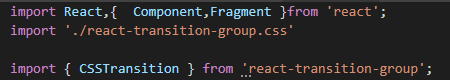 import React,{  Component,Fragment }from 'react';
import './react-transition-group.css'
import { CSSTransition } from 'react-transition-group';